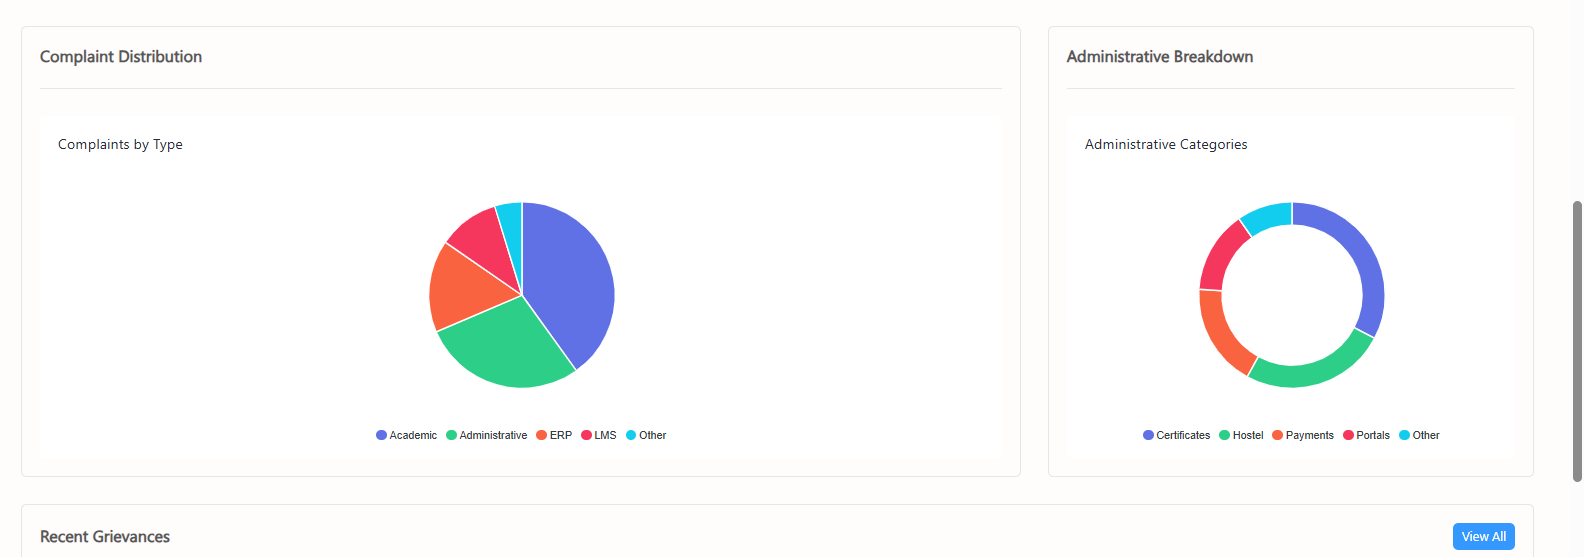 Complaint Distribution
Complaints by Type
Academic Administrative ERP LMS Other
Administrative Breakdown
Administrative Categories
Certificates Hostel Payments Portals Other
Recent Grievances
View All